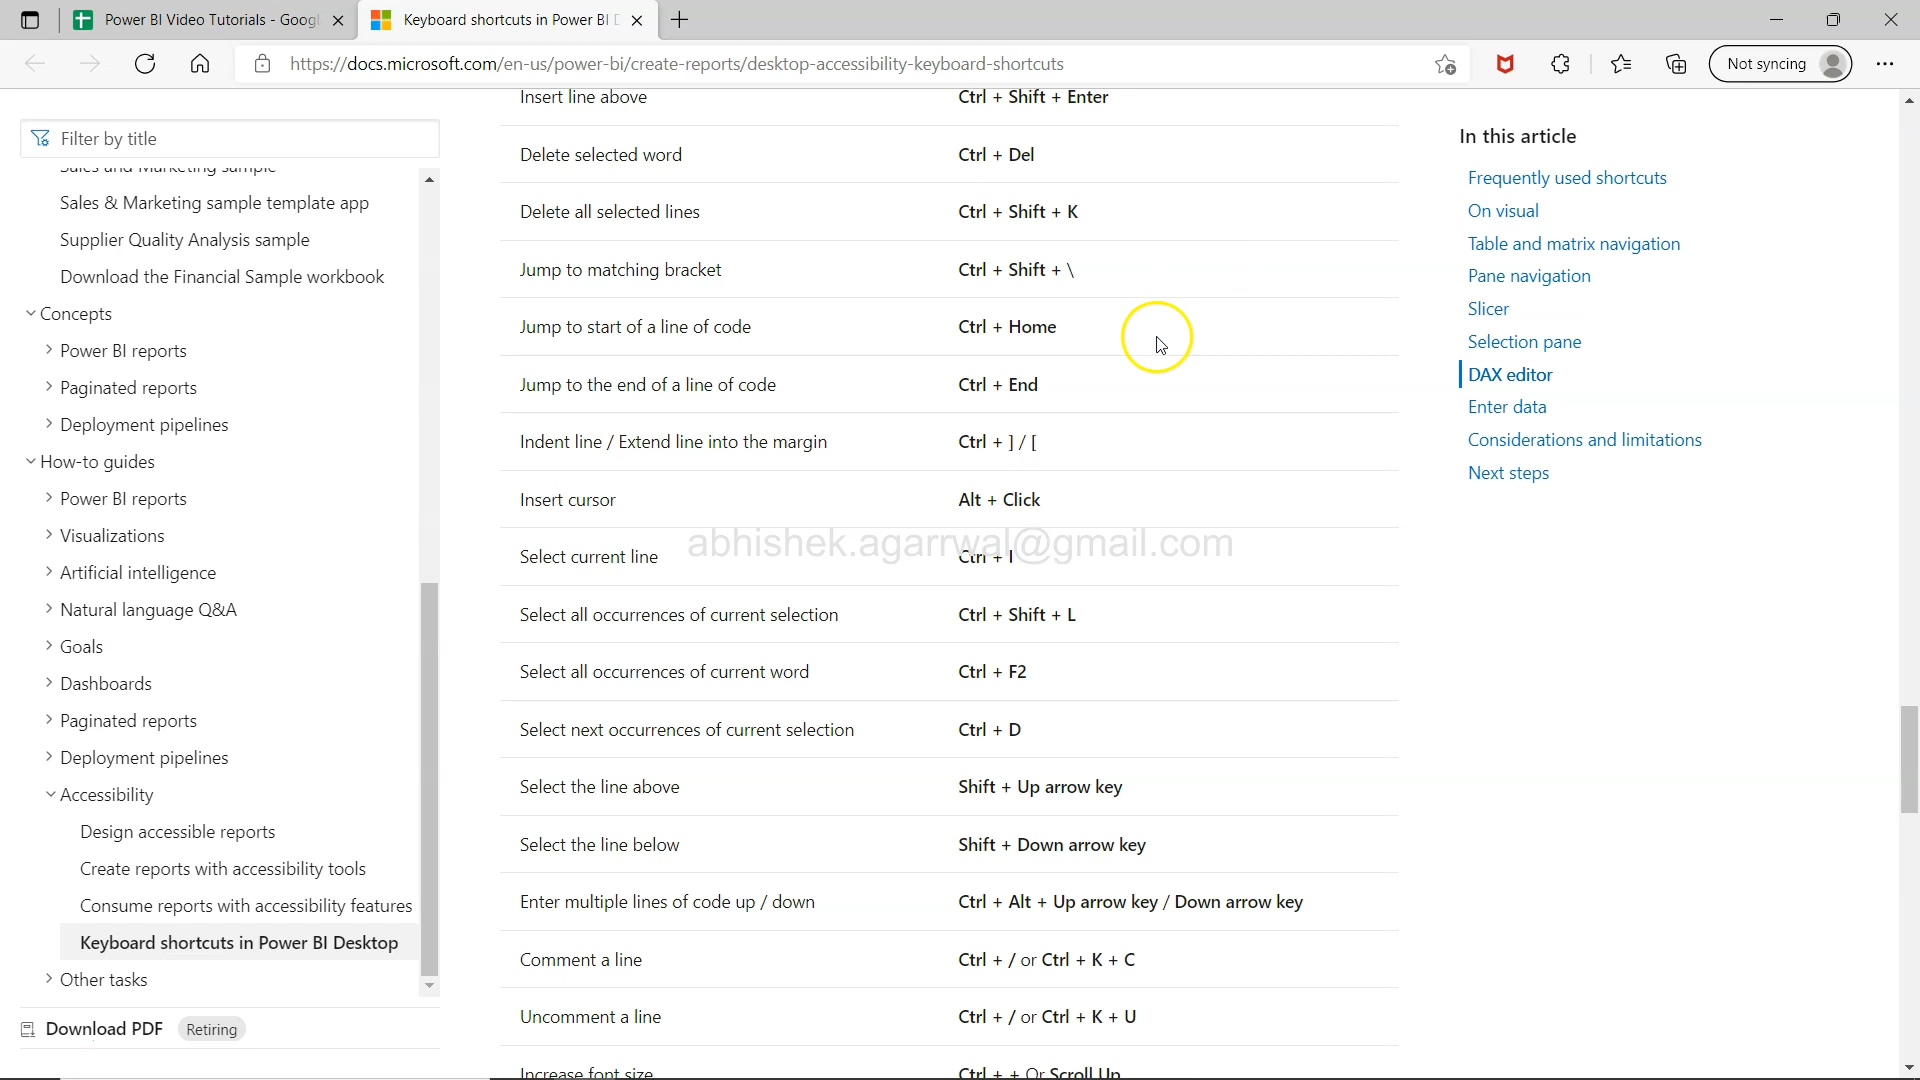 Power BI Video Tutorials - Googl
Keyboard shortcuts in Power BI D
https://docs.microsoft.com/en-us/power-bi/create-reports/desktop-accessibility-keyboard-shortcuts
Not syncing
Filter by title
Sales and Marketing sample
Sales & Marketing sample template app
Supplier Quality Analysis sample
Download the Financial Sample workbook
Concepts
Power BI reports
Paginated reports
Deployment pipelines
How-to guides
Power BI reports
Visualizations
Artificial intelligence
Natural language Q&A
Goals
Dashboards
Paginated reports
Deployment pipelines
Accessibility
Design accessible reports
Create reports with accessibility tools
Consume reports with accessibility features
Keyboard shortcuts in Power BI Desktop
Other tasks
Download PDF Retiring
Insert line above Ctrl + Shift + Enter
Delete selected word Ctrl + Del
Delete all selected lines Ctrl + Shift + K
Jump to matching bracket Ctrl + Shift + \
Jump to start of a line of code Ctrl + Home
Jump to the end of a line of code Ctrl + End
Indent line / Extend line into the margin Ctrl + ] / [
Insert cursor Alt + Click
abhishek.agarrwal@gmail.com
Select current line Ctrl + I
Select all occurrences of current selection Ctrl + Shift + L
Select all occurrences of current word Ctrl + F2
Select next occurrences of current selection Ctrl + D
Select the line above Shift + Up arrow key
Select the line below Shift + Down arrow key
Enter multiple lines of code up / down Ctrl + Alt + Up arrow key / Down arrow key
Comment a line Ctrl + / or Ctrl + K + C
Uncomment a line Ctrl + / or Ctrl + K + U
Increase font size Ctrl + + Or Scroll Up
In this article
Frequently used shortcuts
On visual
Table and matrix navigation
Pane navigation
Slicer
Selection pane
DAX editor
Enter data
Considerations and limitations
Next steps